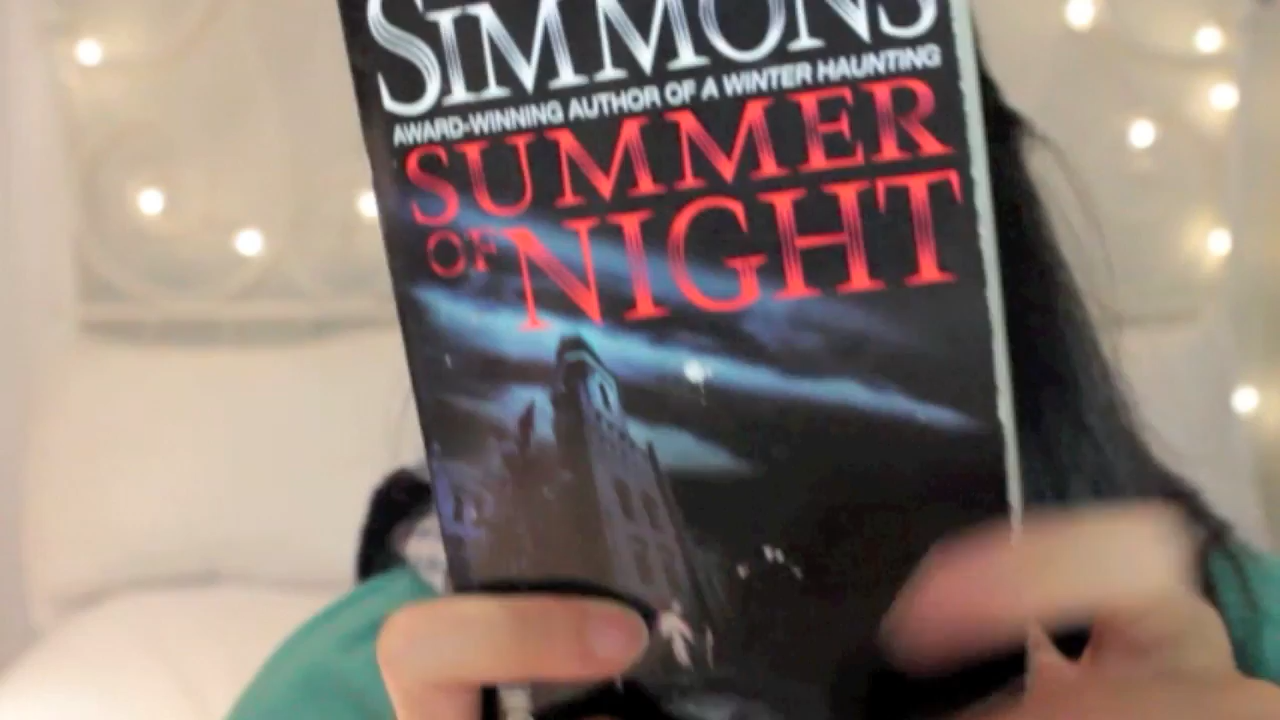 SIMMONS
AWARD-WINNING AUTHOR OF A WINTER HAUNTING
SUMMER
OF NIGHT